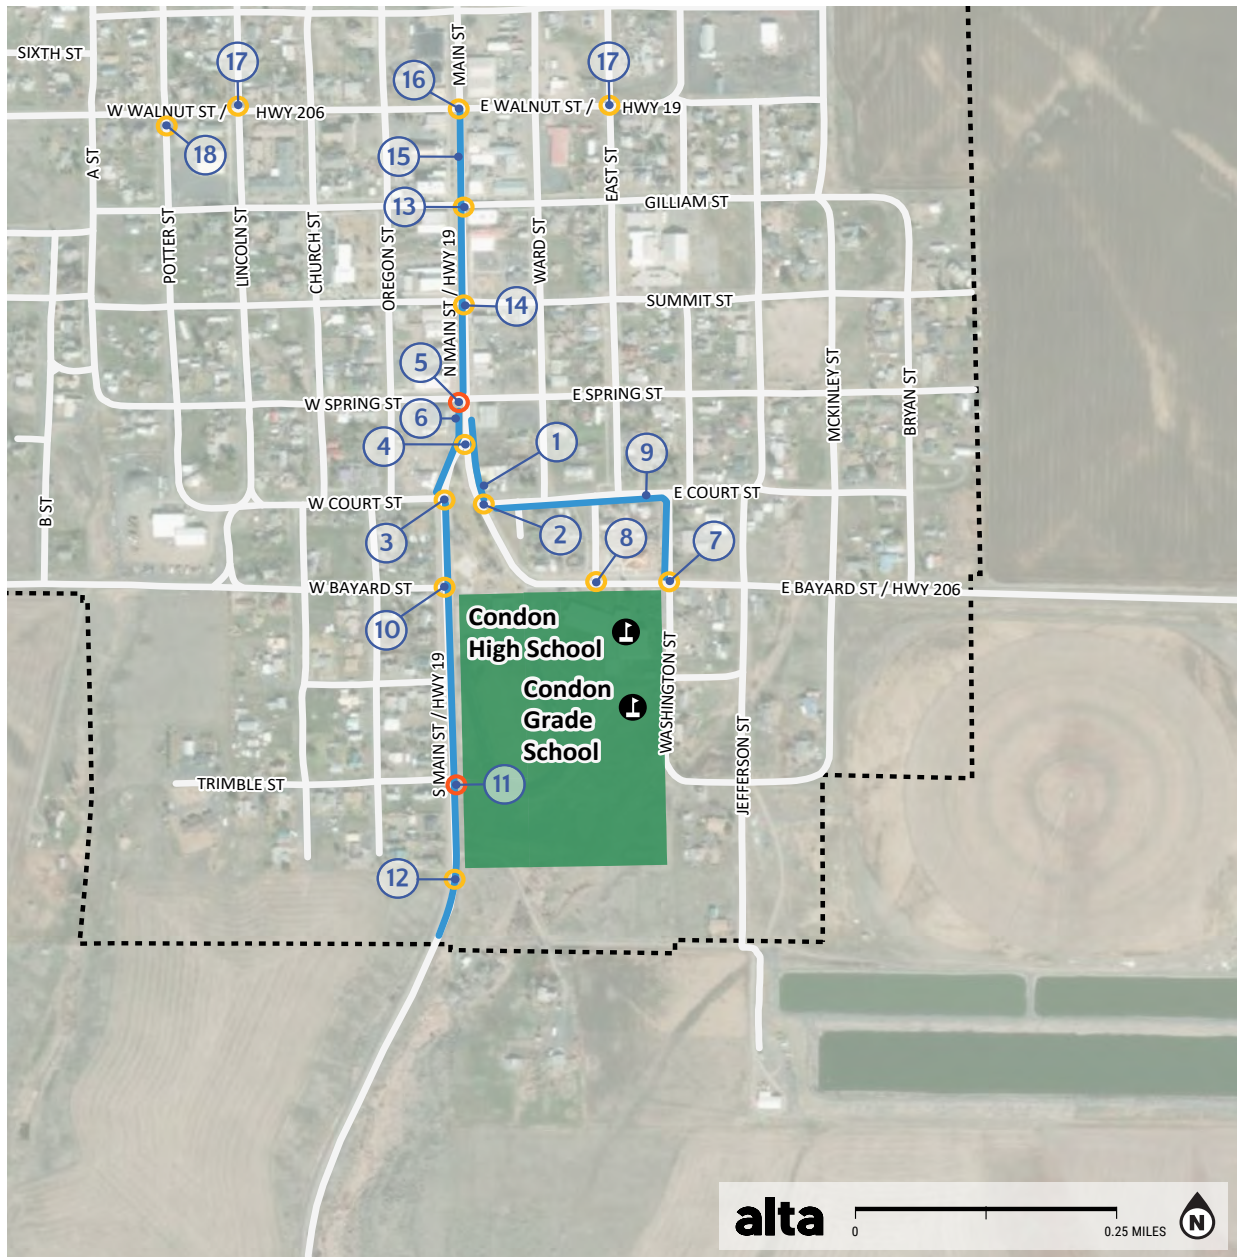 SIXTH ST
MAIN ST
17
17
16
W WALNUT ST /
HWY 206
E WALNUT ST /
HWY 19
18
15
A ST
EAST ST
13
GILLIAM ST
POTTER ST
LINCOLN ST
CHURCH ST
OREGON ST
N MAIN ST / HWY 19
WARD ST
14
SUMMIT ST
5
W SPRING ST
E SPRING ST
MCKINLEY ST
BRYAN ST
6
4
1
9
B ST
W COURT ST
E COURT ST
3
2
8
7
W BAYARD ST
E BAYARD ST / HWY 206
10
Condon
High School
Condon
Grade
School
S MAIN ST / HWY 19
WASHINGTON ST
JEFFERSON ST
TRIMBLE ST
11
12
alta
0
0.25 MILES
N